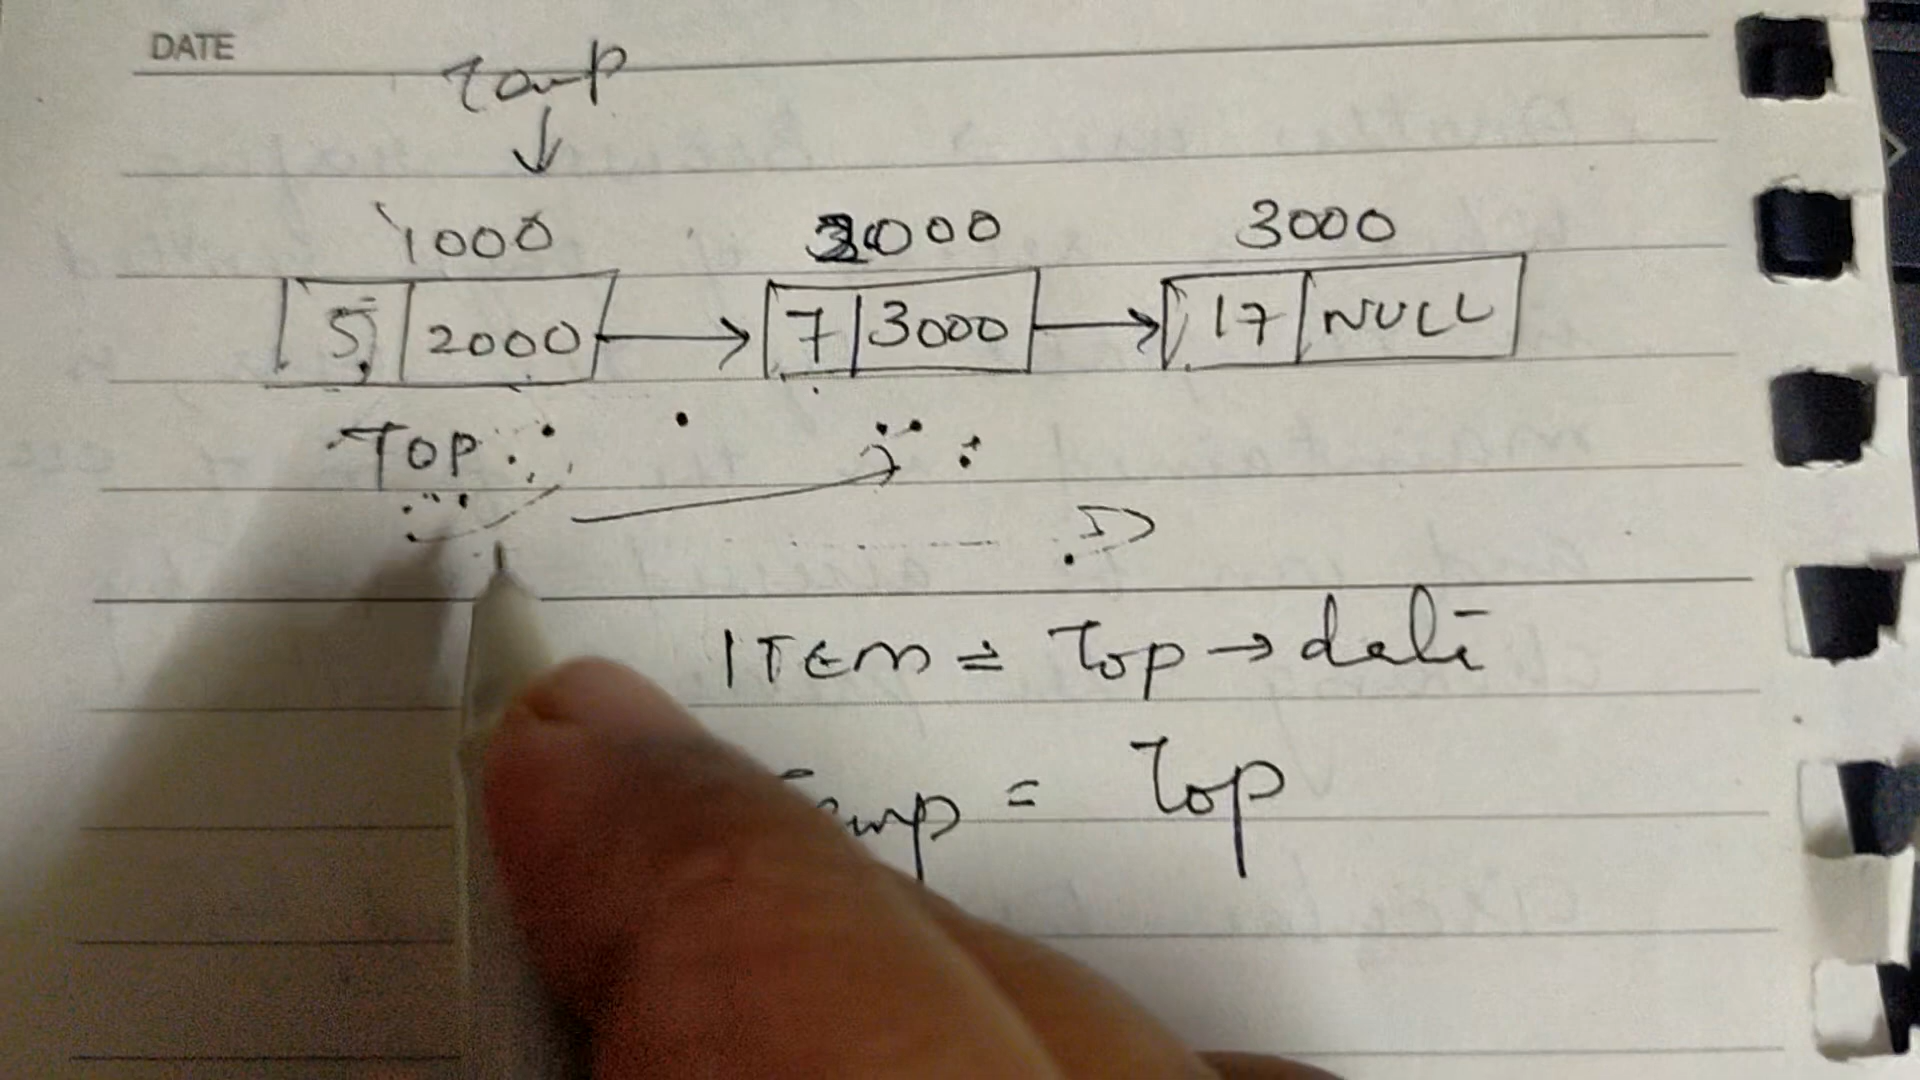 DATE
Temp
↓
1000 2000 3000
5 | 2000 → 7 | 3000 → 17 | NULL
TOP
ITEM = Top → data
Temp = Top